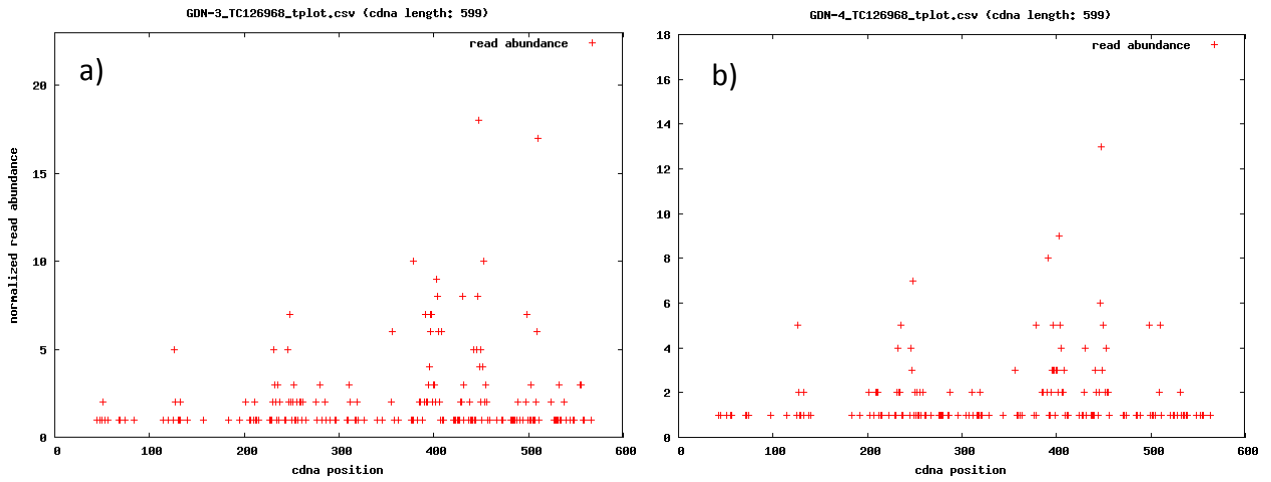 GDN-3_TC126968_tplot.csv (cdna length: 599)
read abundance
a)
normalized read abundance
20
15
10
5
0
0 100 200 300 400 500 600
cdna position
GDN-4_TC126968_tplot.csv (cdna length: 599)
read abundance
b)
18
16
14
12
10
8
6
4
2
0
0 100 200 300 400 500 600
cdna position